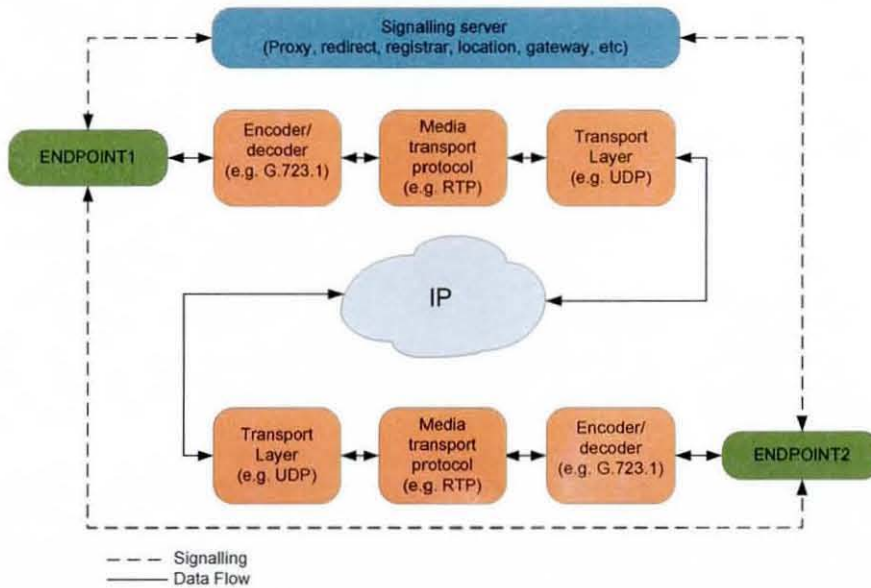 Signalling server
(Proxy, redirect, registrar, location, gateway, etc)
ENDPOINT1
Encoder/
decoder
(e.g. G.723.1)
Media
transport
protocol
(e.g. RTP)
Transport
Layer
(e.g. UDP)
IP
Transport
Layer
(e.g. UDP)
Media
transport
protocol
(e.g. RTP)
Encoder/
decoder
(e.g. G.723.1)
ENDPOINT2
Signalling
Data Flow